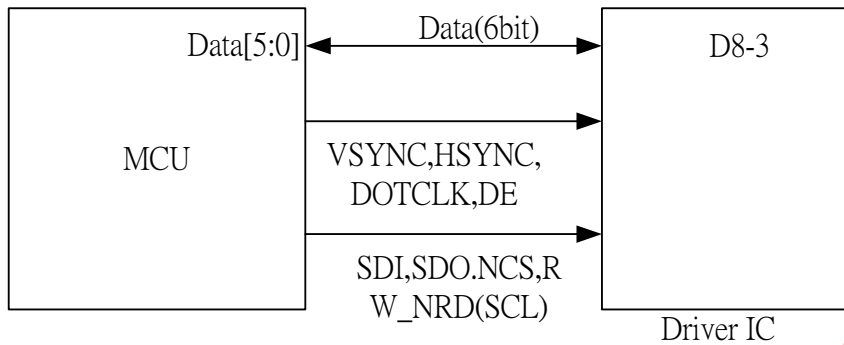 Data[5:0]
Data(6bit)
D8-3
MCU
VSYNC,HSYNC,
DOTCLK,DE
SDI,SDO.NCS,R
W_NRD(SCL)
Driver IC